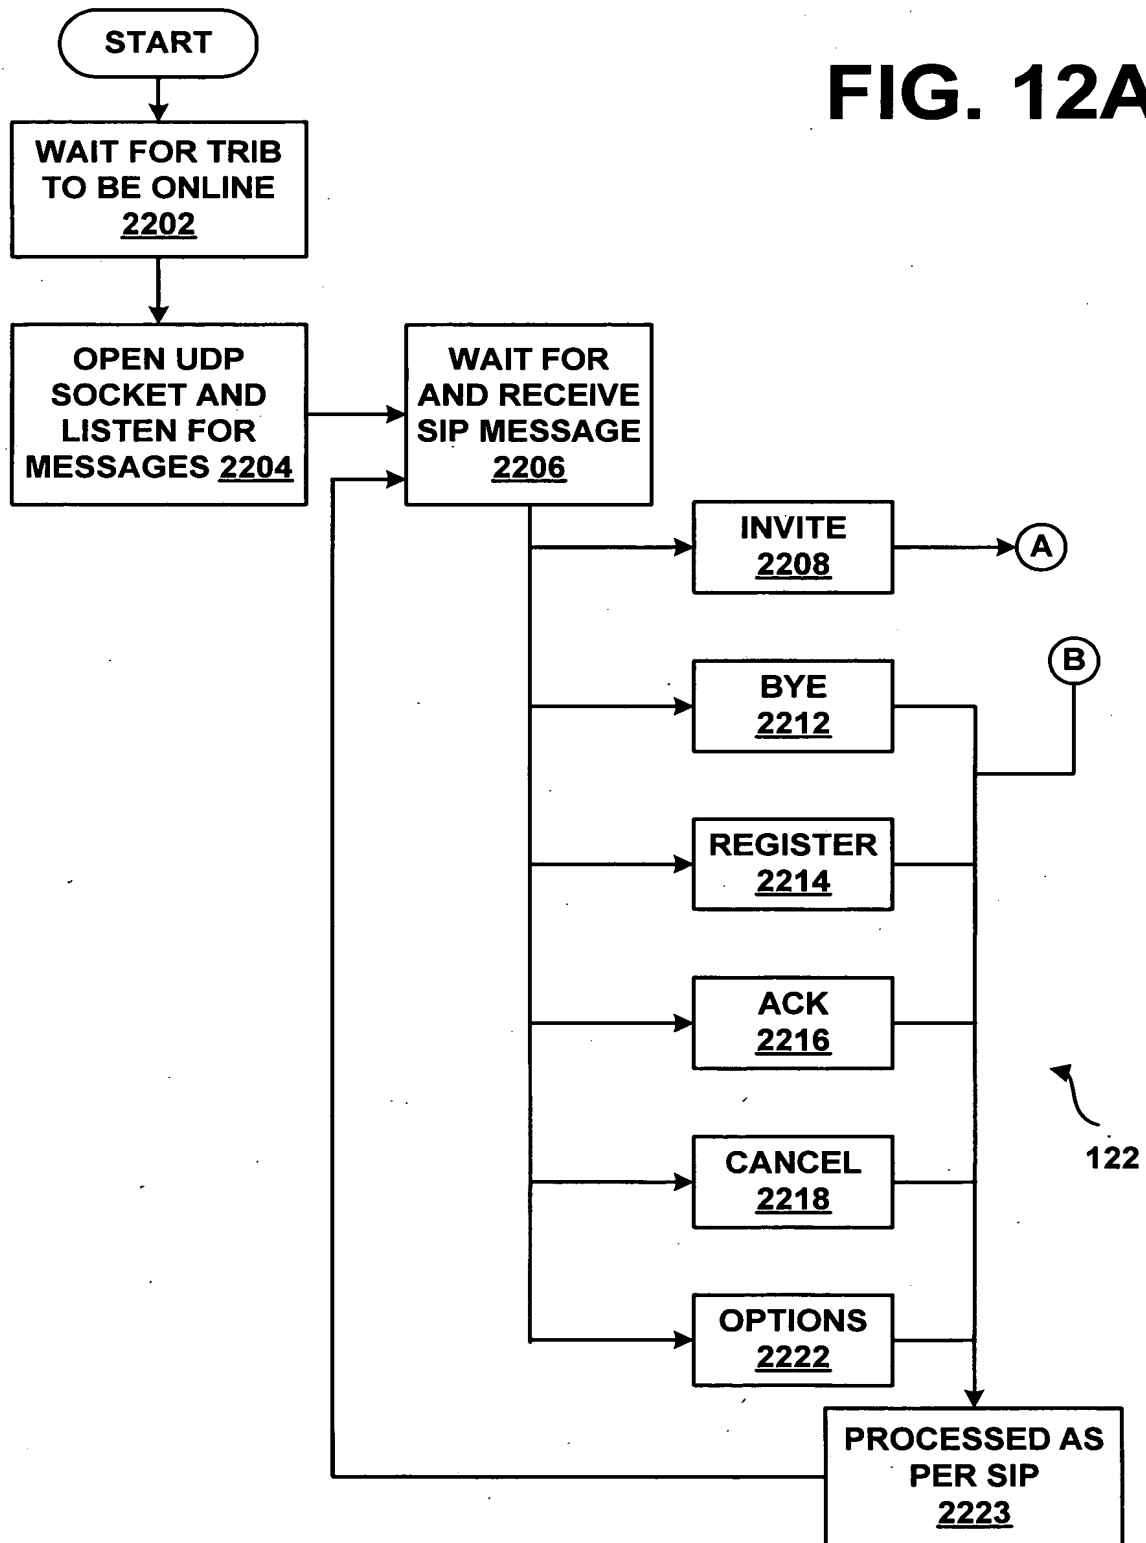 START
FIG. 12A
WAIT FOR TRIB
TO BE ONLINE
2202
OPEN UDP
SOCKET AND
LISTEN FOR
MESSAGES 2204
WAIT FOR
AND RECEIVE
SIP MESSAGE
2206
INVITE
2208
A
B
BYE
2212
REGISTER
2214
ACK
2216
122
CANCEL
2218
OPTIONS
2222
PROCESSED AS
PER SIP
2223